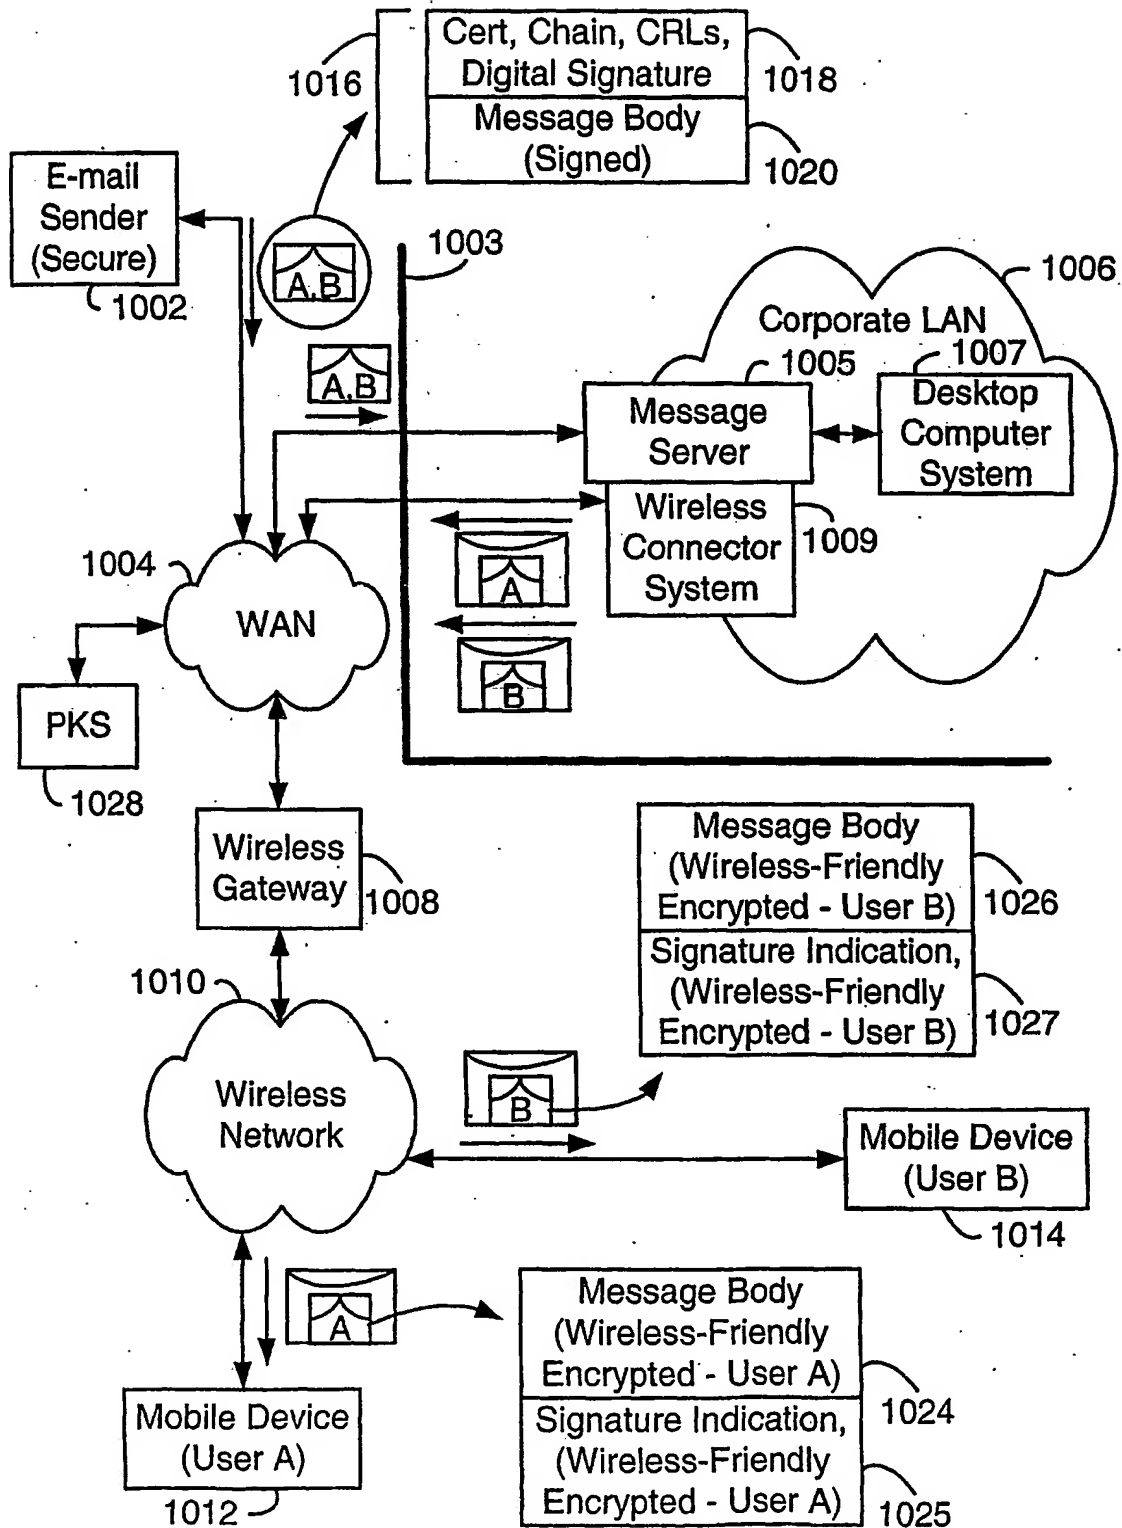 Cert, Chain, CRLs,
Digital Signature
1016
1018
Message Body
(Signed)
1020
E-mail
Sender
(Secure)
1002
A,B
1003
1006
Corporate LAN
A,B
1005
1007
Message
Server
Desktop
Computer
System
Wireless
Connector
System
1009
A
B
1004
WAN
PKS
1028
Wireless
Gateway
1008
Message Body
(Wireless-Friendly
Encrypted - User B)
1026
Signature Indication,
(Wireless-Friendly
Encrypted - User B)
1027
1010
Wireless
Network
B
Mobile Device
(User B)
1014
A
Message Body
(Wireless-Friendly
Encrypted - User A)
1024
Signature Indication,
(Wireless-Friendly
Encrypted - User A)
1025
Mobile Device
(User A)
1012